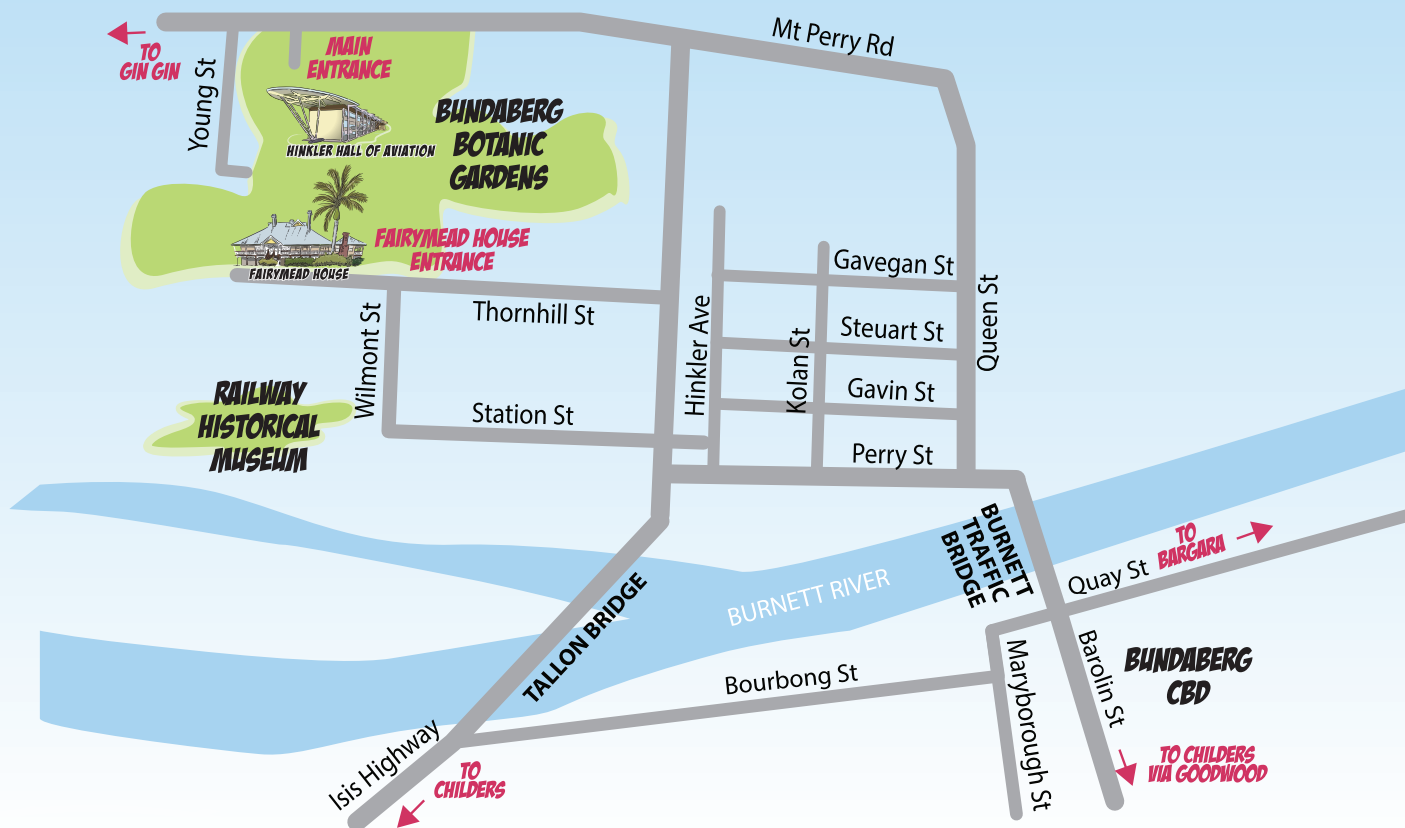 Mt Perry Rd
TO
GIN GIN
Young St
MAIN
ENTRANCE
HINKLER HALL OF AVIATION
BUNDABERG
BOTANIC
GARDENS
FAIRYMEAD HOUSE
ENTRANCE
FAIRYMEAD HOUSE
Thornhill St
Wilmont St
Station St
RAILWAY
HISTORICAL
MUSEUM
Hinkler Ave
Kolan St
Gavegan St
Steuart St
Gavin St
Perry St
Queen St
BURNETT
TRAFFIC
BRIDGE
TO
BARGARA
Quay St
BURNETT RIVER
TALLON BRIDGE
Bourbong St
Maryborough St
Barolin St
BUNDABERG
CBD
Isis Highway
TO
CHILDERS
TO CHILDERS
VIA GOODWOOD